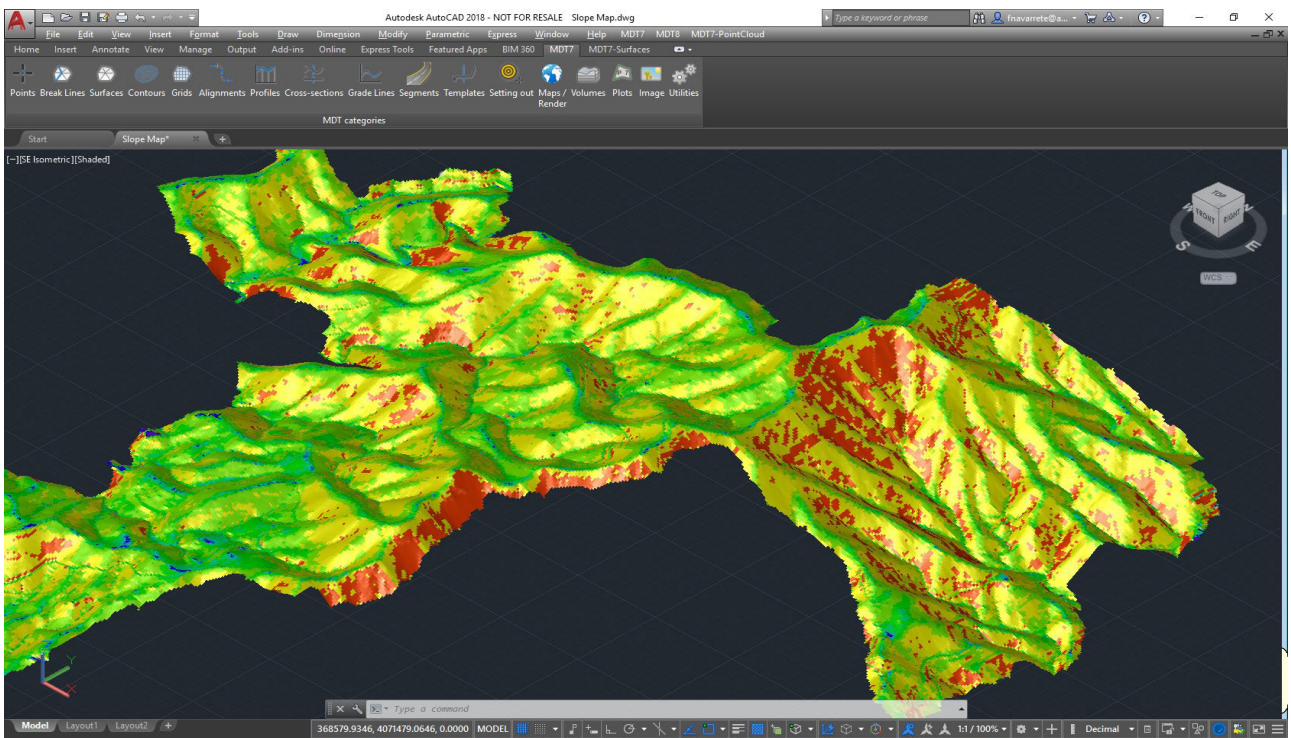 Autodesk AutoCAD 2018 - NOT FOR RESALE Slope Map.dwg
Type a keyword or phrase
fnavarrete@a...
File Edit View Insert Format Tools Draw Dimension Modify Parametric Express Window Help MDT7 MDT8 MDT7-PointCloud
Home Insert Annotate View Manage Output Add-ins Online Express Tools Featured Apps BIM 360 MDT7 MDT7-Surfaces
Points Break Lines Surfaces Contours Grids Alignments Profiles Cross-sections Grade Lines Segments Templates Setting out Maps / Volumes Plots Image Utilities
Render
MDT categories
Start Slope Map*
[−][SE Isometric][Shaded]
TOP
FRONT RIGHT
S E
WCS
Y
X
Type a command
Model Layout1 Layout2 +
368579.9346, 4071479.0646, 0.0000 MODEL 1:1 / 100% Decimal